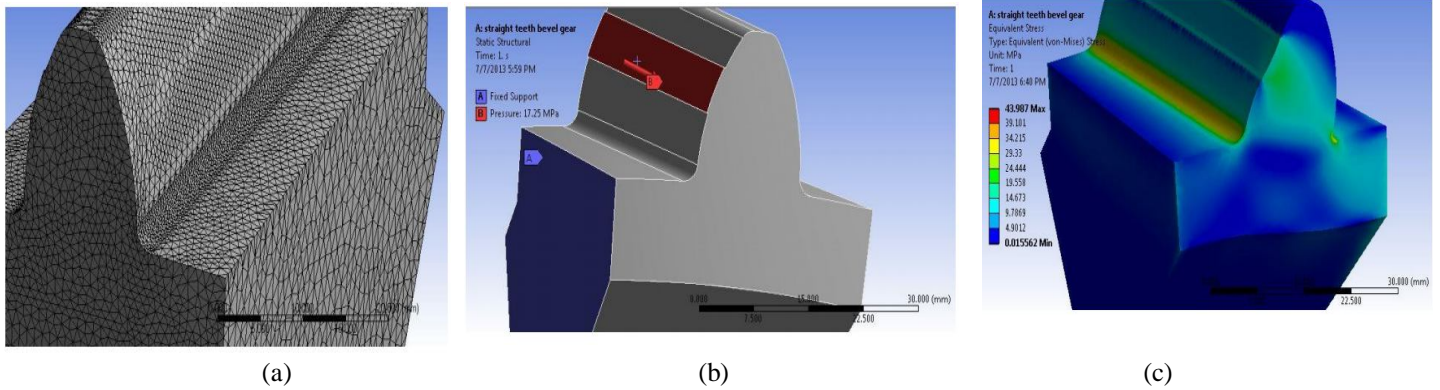 A: straight teeth bevel gear
Static Structural
Time: 1. s
7/7/2013 5:59 PM
A Fixed Support
B Pressure: 17.25 MPa
B
A
0.000 15.000 30.000 (mm)
7.500 22.500
A: straight teeth bevel gear
Equivalent Stress
Type: Equivalent (von-Mises) Stress
Unit: MPa
Time: 1
7/7/2013 6:40 PM
43.987 Max
39.101
34.215
29.33
24.444
19.558
14.673
9.7869
4.9012
0.015562 Min
30.000 (mm)
22.500
(a) (b) (c)